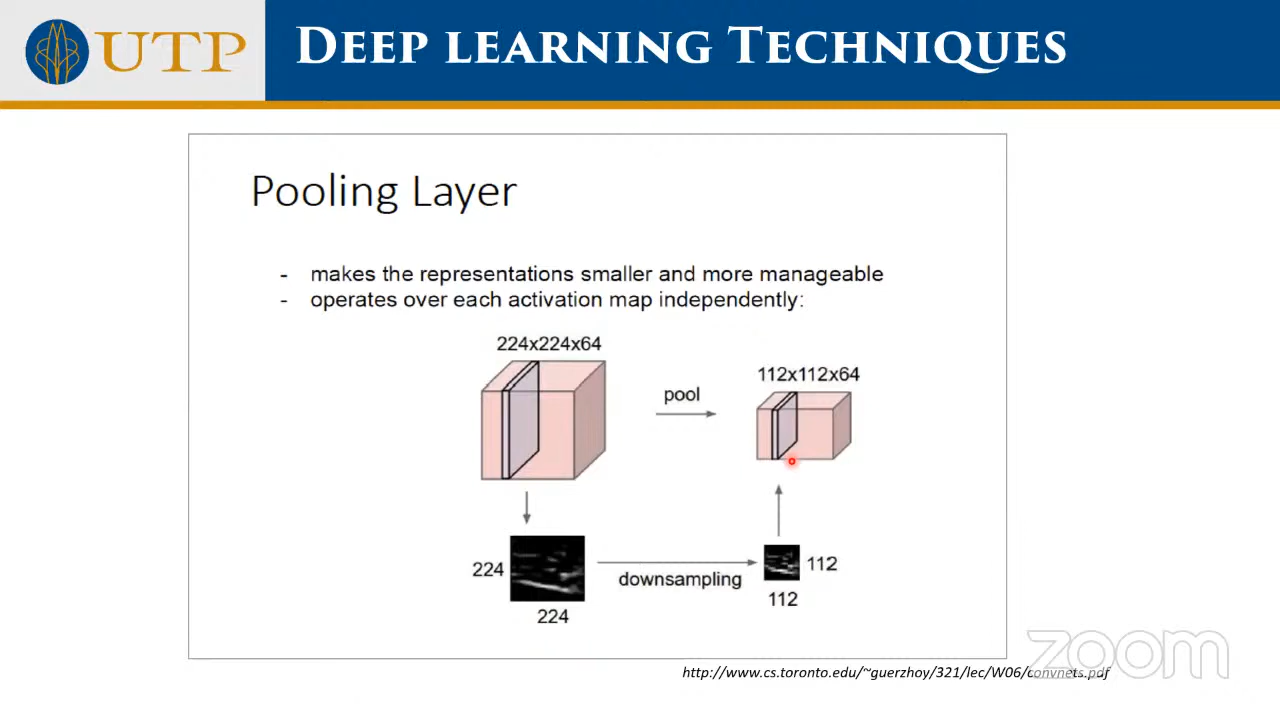 UTP
DEEP LEARNING TECHNIQUES
Pooling Layer
- makes the representations smaller and more manageable
- operates over each activation map independently:
224x224x64
pool
112x112x64
224
224
downsampling
112
112
zoom
http://www.cs.toronto.edu/~guerzhoy/321/lec/W06/convnets.pdf